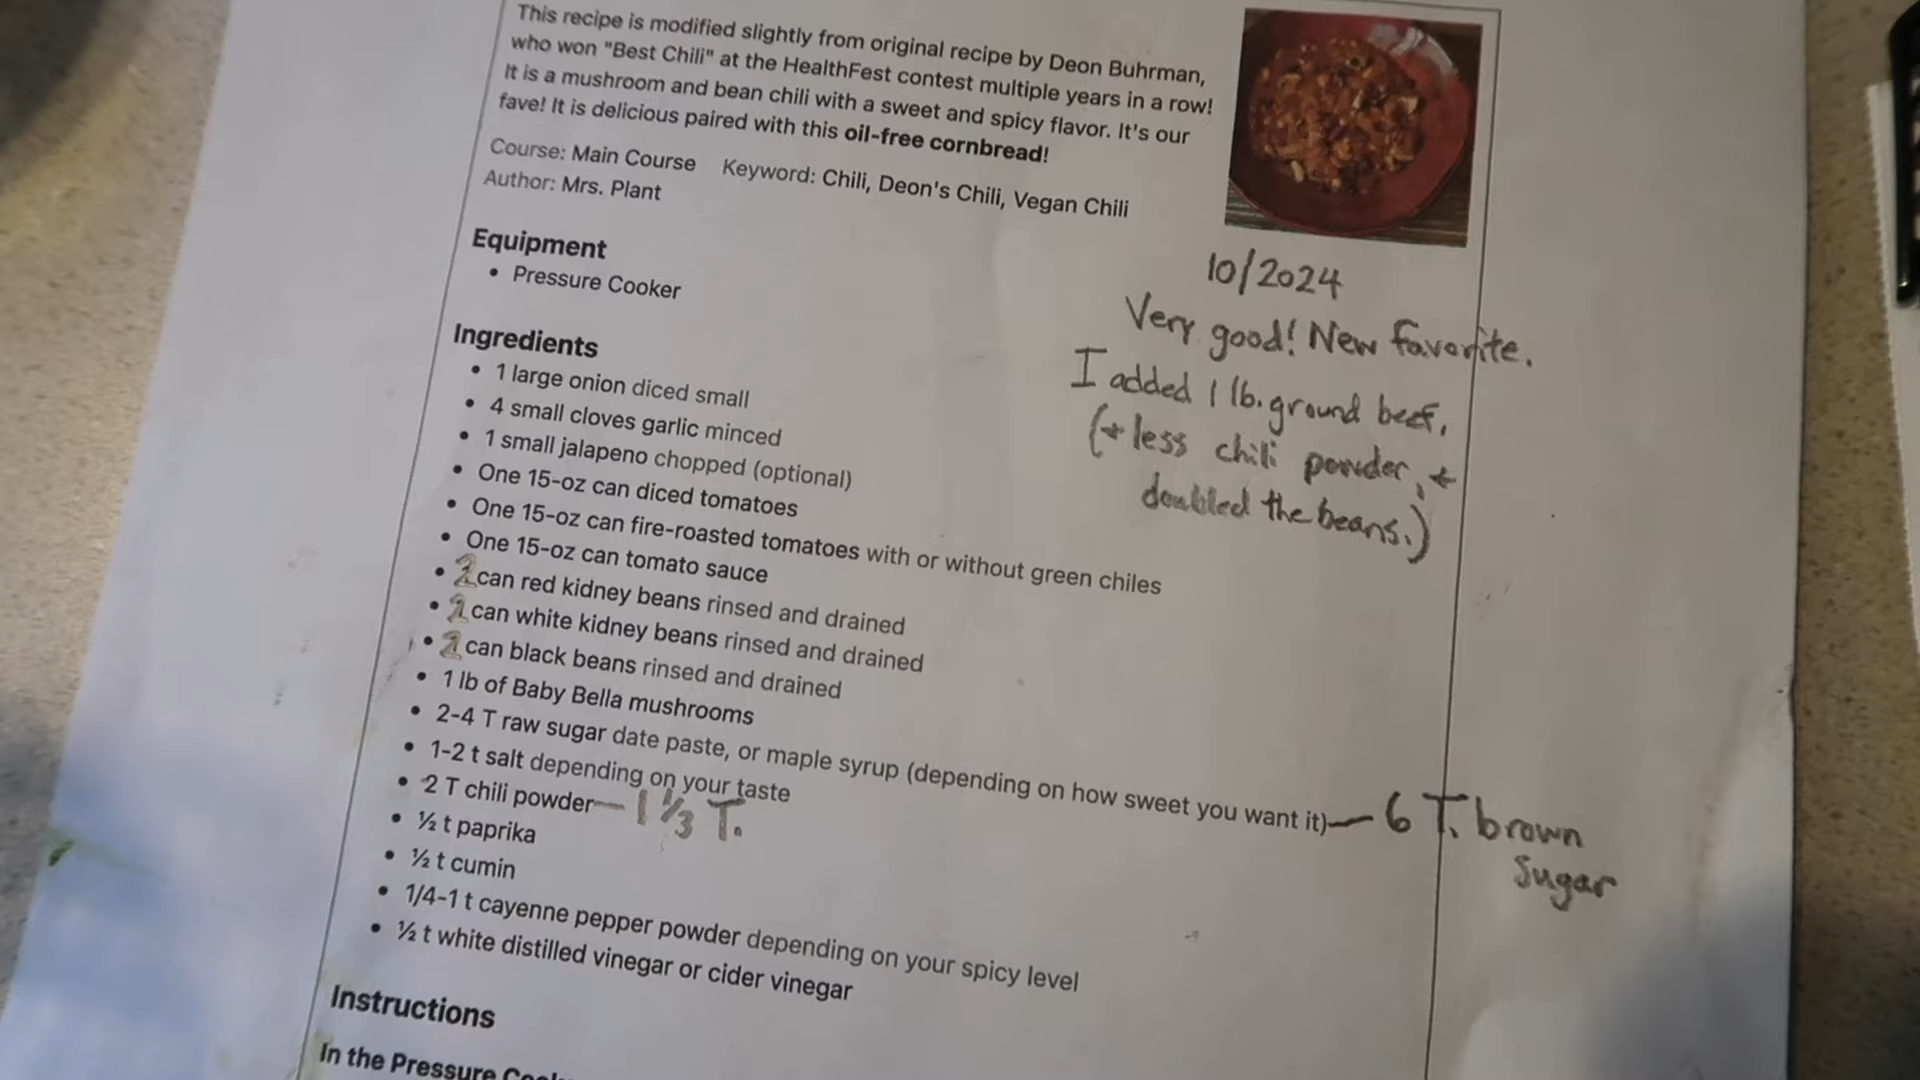 This recipe is modified slightly from original recipe by Deon Buhrman,
who won "Best Chili" at the HealthFest contest multiple years in a row!
It is a mushroom and bean chili with a sweet and spicy flavor. It's our
fave! It is delicious paired with this oil-free cornbread!
Course: Main Course Keyword: Chili, Deon's Chili, Vegan Chili
Author: Mrs. Plant
Equipment
• Pressure Cooker
10/2024
Very good! New favorite.
I added 1 lb. ground beef.
(+ less chili powder, +
doubled the beans.)
Ingredients
• 1 large onion diced small
• 4 small cloves garlic minced
• 1 small jalapeno chopped (optional)
• One 15-oz can diced tomatoes
• One 15-oz can fire-roasted tomatoes with or without green chiles
• One 15-oz can tomato sauce
• 2 can red kidney beans rinsed and drained
• 2 can white kidney beans rinsed and drained
• 2 can black beans rinsed and drained
• 1 lb of Baby Bella mushrooms
• 2-4 T raw sugar date paste, or maple syrup (depending on how sweet you want it) — 6 T. brown
sugar
• 1-2 t salt depending on your taste
• 2 T chili powder — 1 1/3 T.
• ½ t paprika
• ½ t cumin
• 1/4-1 t cayenne pepper powder depending on your spicy level
• ½ t white distilled vinegar or cider vinegar
Instructions
In the Pressure